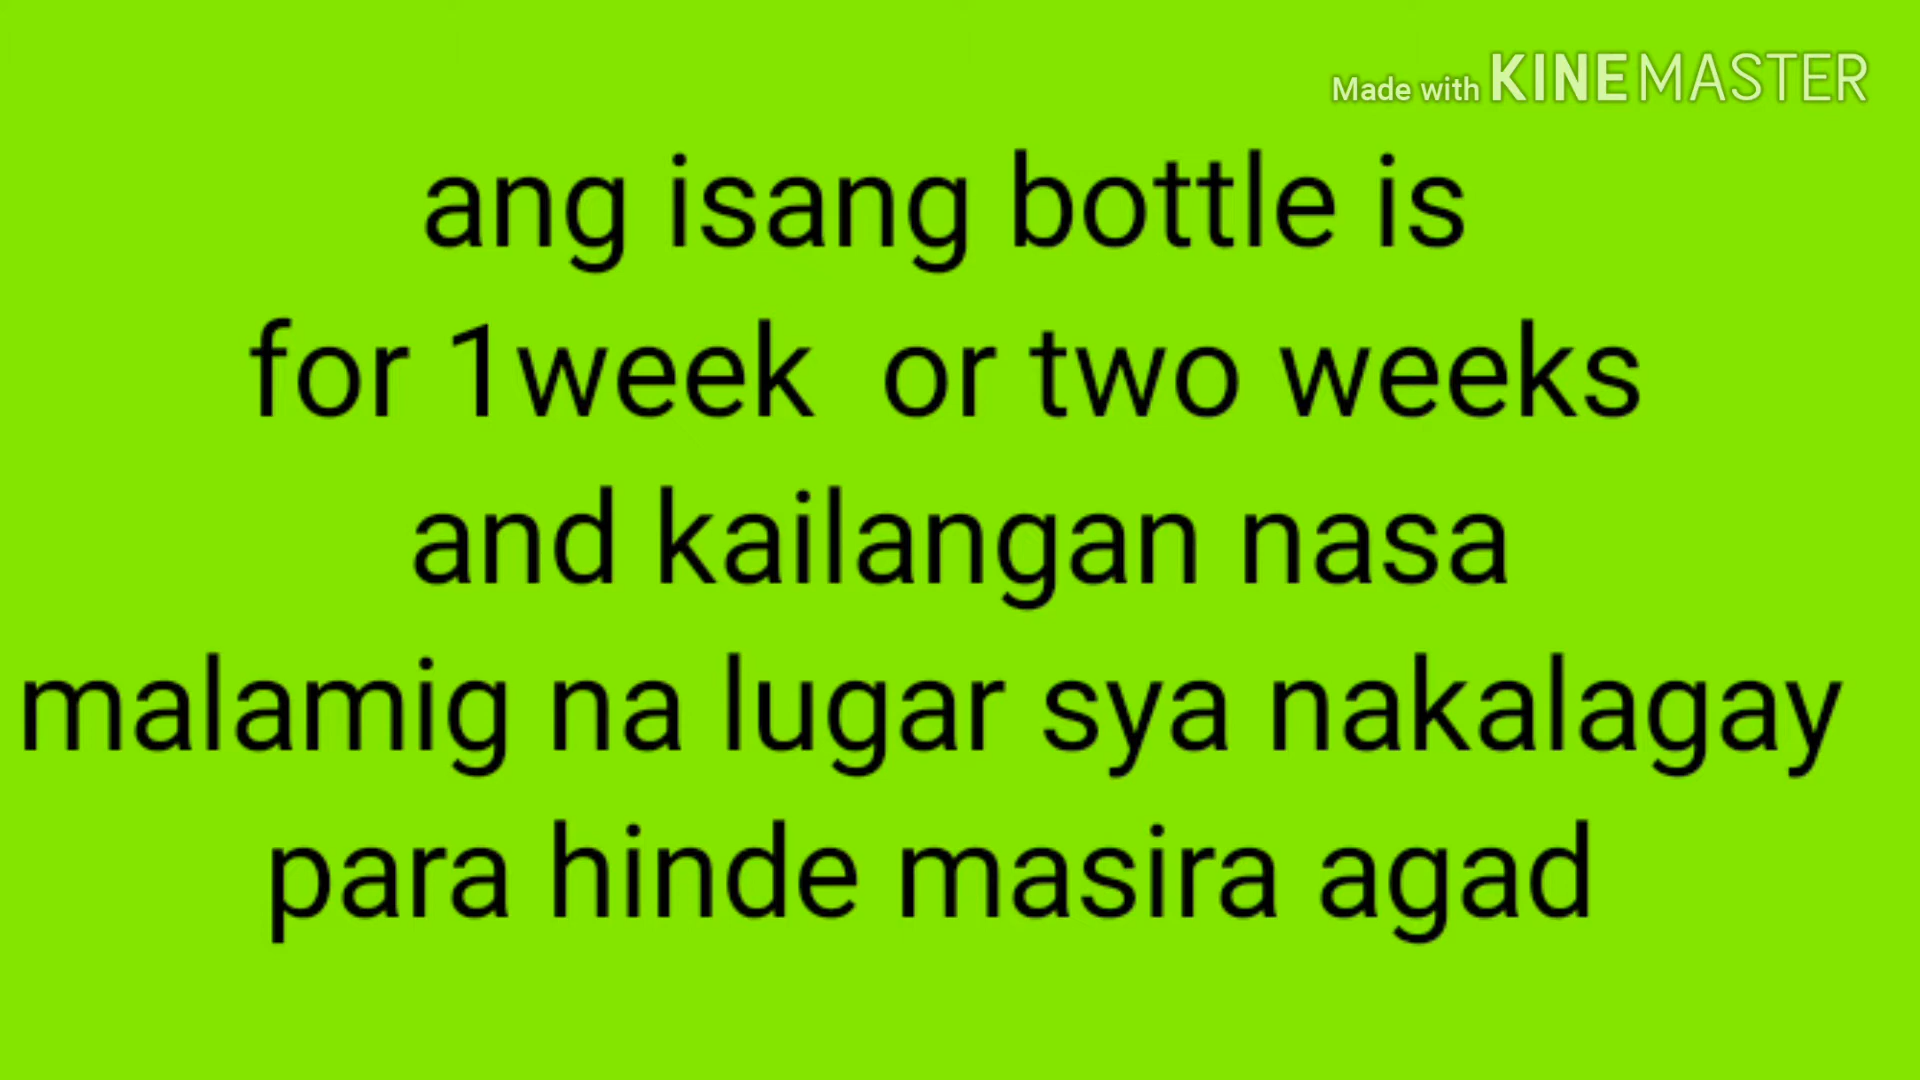 Made with KINEMASTER
ang isang bottle is
for 1week or two weeks
and kailangan nasa
malamig na lugar sya nakalagay
para hinde masira agad